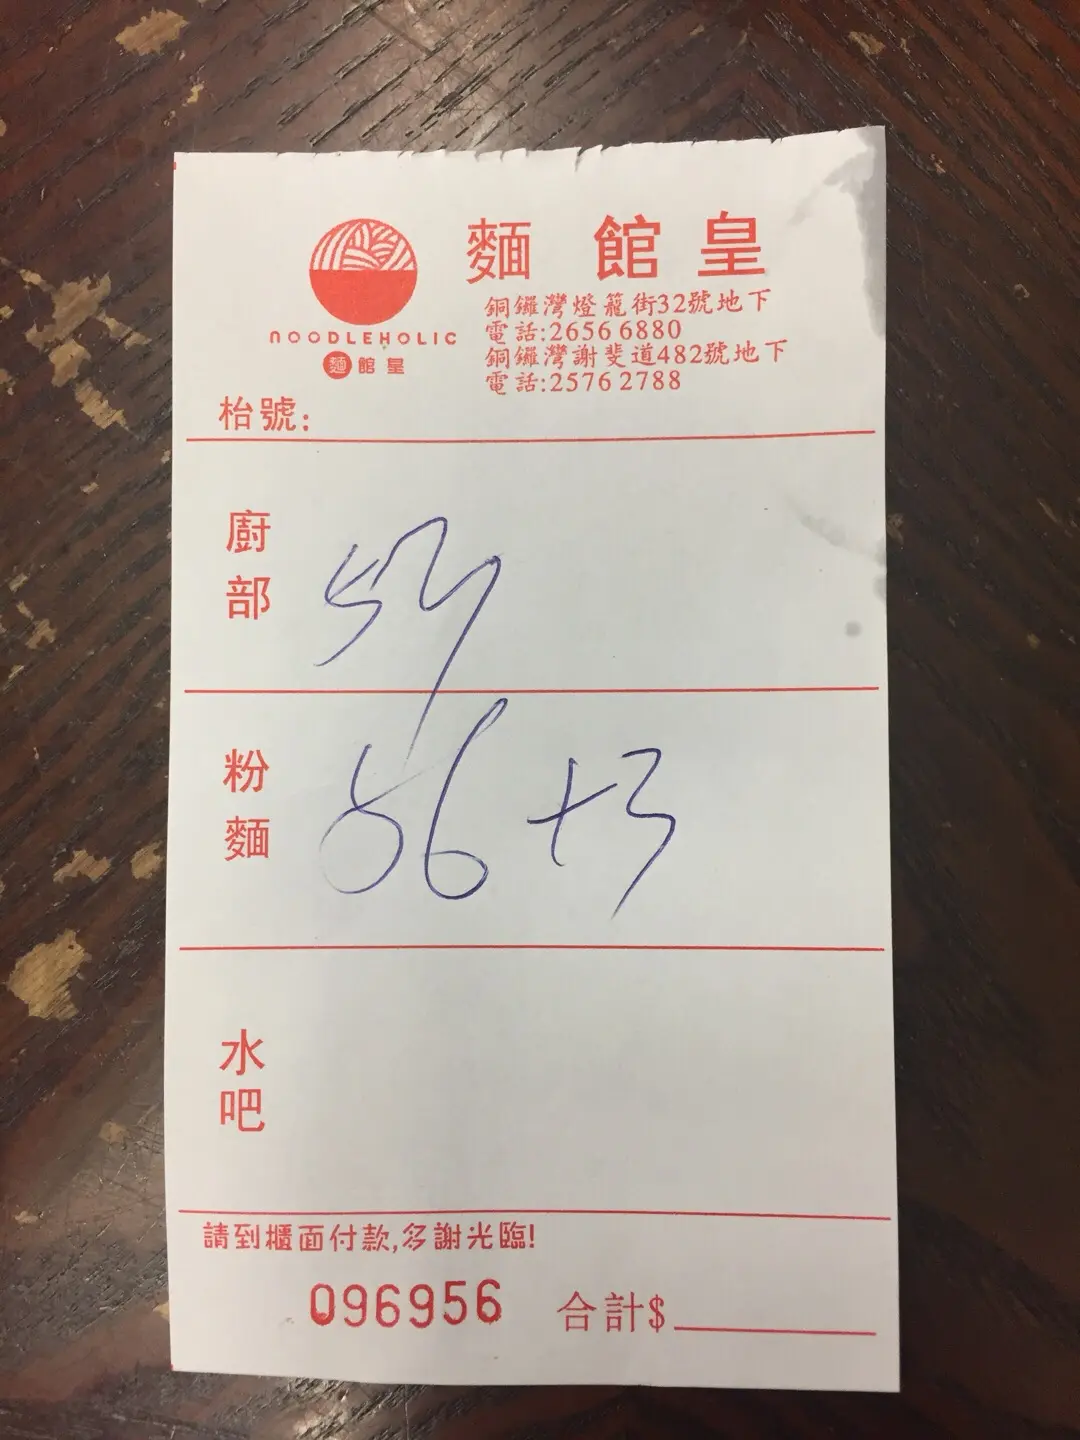 麵館皇
銅鑼灣燈籠街32號地下
電話:2656 6880
銅鑼灣謝斐道482號地下
電話:2576 2788
NOODLEHOLIC
麵館皇
枱號:
廚部
57
粉麵
56 +3
水吧
請到櫃面付款,多謝光臨!
096956
合計$